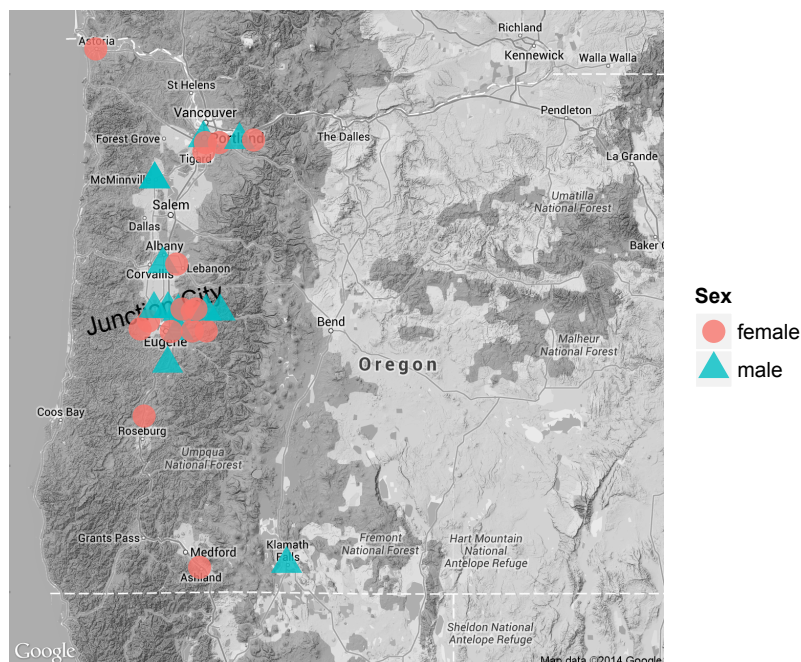 Astoria
Richland
Kennewick
Walla Walla
St Helens
Vancouver
Pendleton
Forest Grove
Portland
The Dalles
Tigard
La Grande
McMinnvill
Salem
Umatilla
National Forest
Dallas
Albany
Baker C
Corvallis
Lebanon
Junction City
Bend
Eugene
Malheur
National Forest
Oregon
Coos Bay
Roseburg
Umpqua
National Forest
Grants Pass
Medford
Klamath
Falls
Fremont
National Forest
Hart Mountain
National
Antelope Refuge
Ashland
Sheldon National
Antelope Refuge
Google
Map data ©2014 Google
Sex
female
male